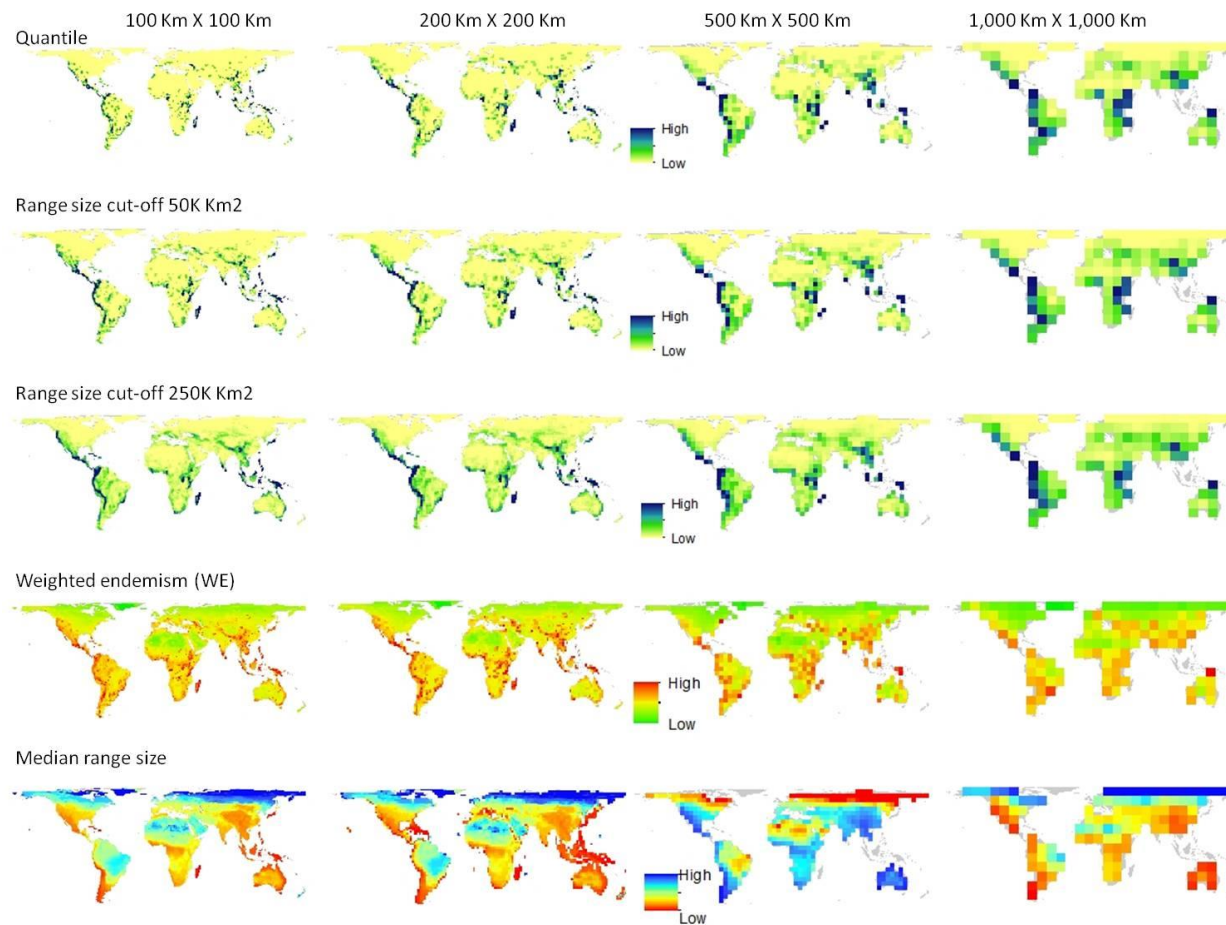 100 Km X 100 Km
200 Km X 200 Km
500 Km X 500 Km
1,000 Km X 1,000 Km
Quantile
High
Low
Range size cut-off 50K Km2
High
Low
Range size cut-off 250K Km2
High
Low
Weighted endemism (WE)
High
Low
Median range size
High
Low